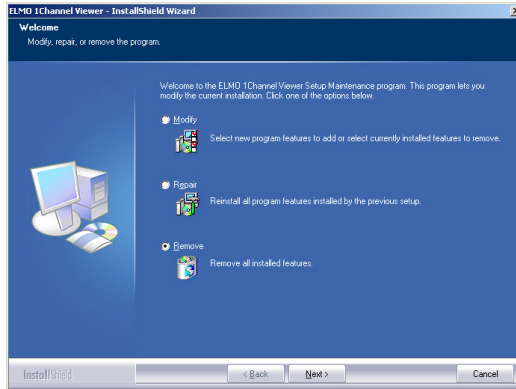 ELMO 1Channel Viewer - InstallShield Wizard
Welcome
Modify, repair, or remove the program.
Welcome to the ELMO 1Channel Viewer Setup Maintenance program. This program lets you
modify the current installation. Click one of the options below.
Modify
Select new program features to add or select currently installed features to remove.
Repair
Reinstall all program features installed by the previous setup.
Remove
Remove all installed features.
InstallShield
< Back
Next >
Cancel